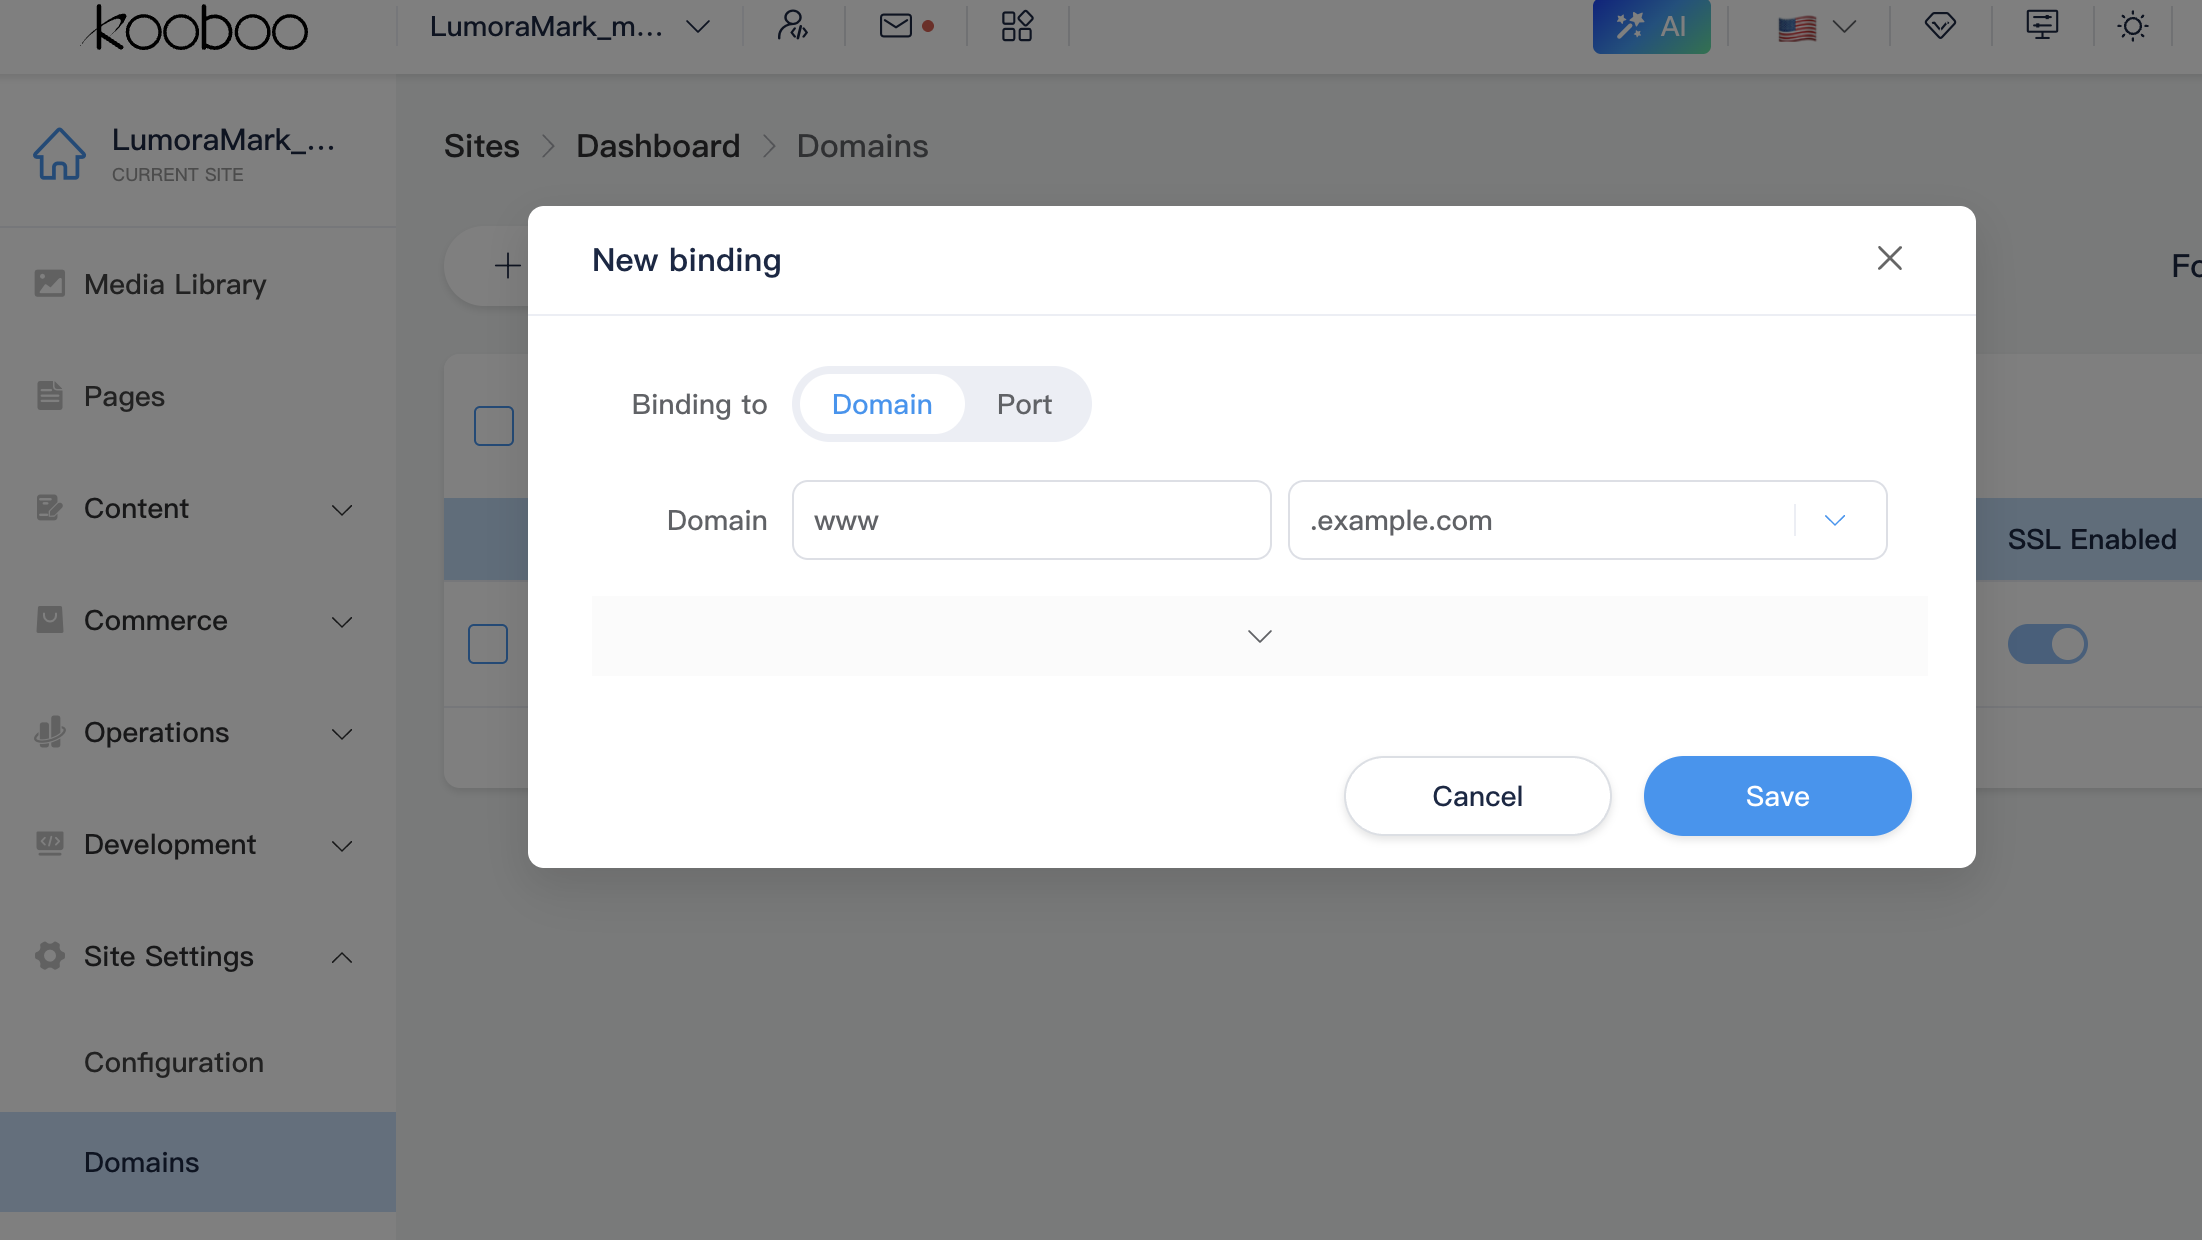 kooboo
LumoraMark_m...
AI
LumoraMark_...
CURRENT SITE
Media Library
Pages
Content
Commerce
Operations
Development
Site Settings
Configuration
Domains
Sites
Dashboard
Domains
Fo
New binding
Binding to
Domain
Port
Domain
www
.example.com
SSL Enabled
Cancel
Save